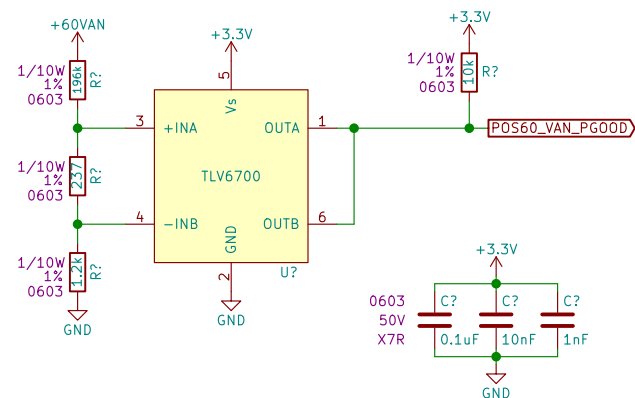 +60VAN
1/10W
1%
0603
196k
R?
1/10W
1%
0603
237
R?
1/10W
1%
0603
1.2k
R?
GND
+3.3V
5
Vs
3
+INA
OUTA
1
TLV6700
4
−INB
OUTB
6
GND
2
U?
GND
+3.3V
1/10W
1%
0603
10k
R?
POS60_VAN_PGOOD
+3.3V
0603
50V
X7R
C?
0.1uF
C?
10nF
C?
1nF
GND